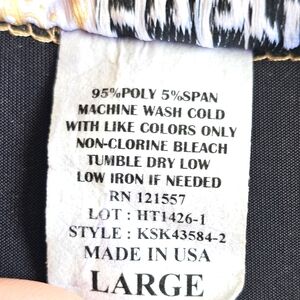 95%POLY 5%SPAN
MACHINE WASH COLD
WITH LIKE COLORS ONLY
NON-CLORINE BLEACH
TUMBLE DRY LOW
LOW IRON IF NEEDED
RN 121557
LOT : HT1426-1
STYLE : KSK43584-2
MADE IN USA
LARGE